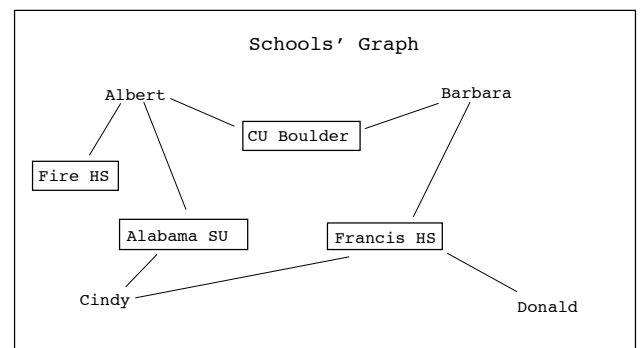 Schools' Graph
Albert
Barbara
CU Boulder
Fire HS
Alabama SU
Francis HS
Cindy
Donald